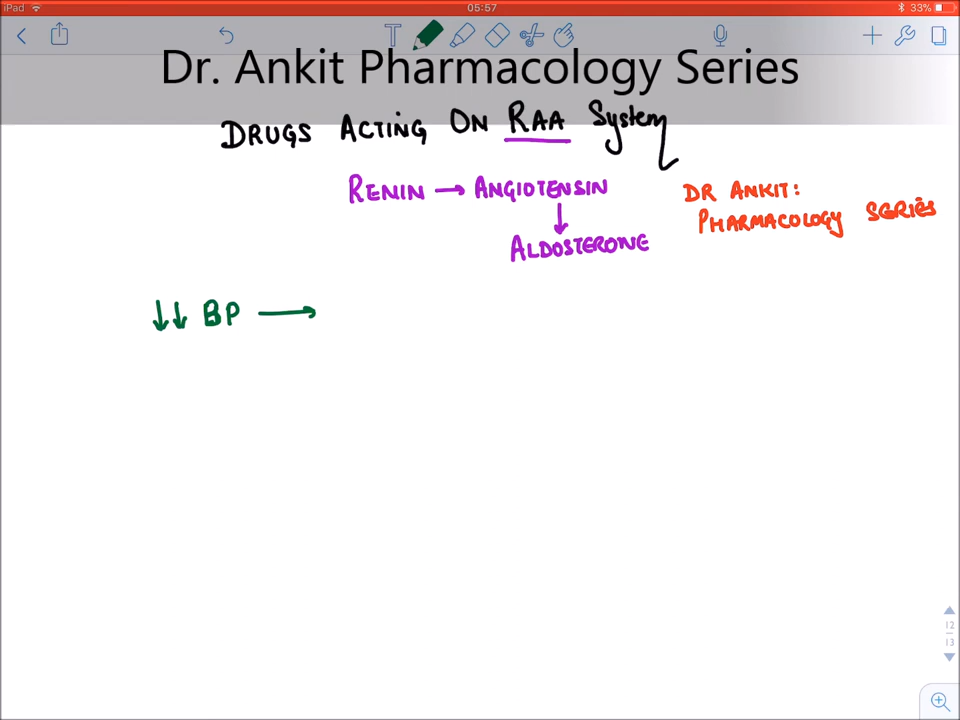 iPad 05:57 33%
Dr. Ankit Pharmacology Series
DRUGS ACTING ON RAA System
RENIN → ANGIOTENSIN
↓
ALDOSTERONE
DR ANKIT:
PHARMACOLOGY SERIES
↓↓ BP →
12
13